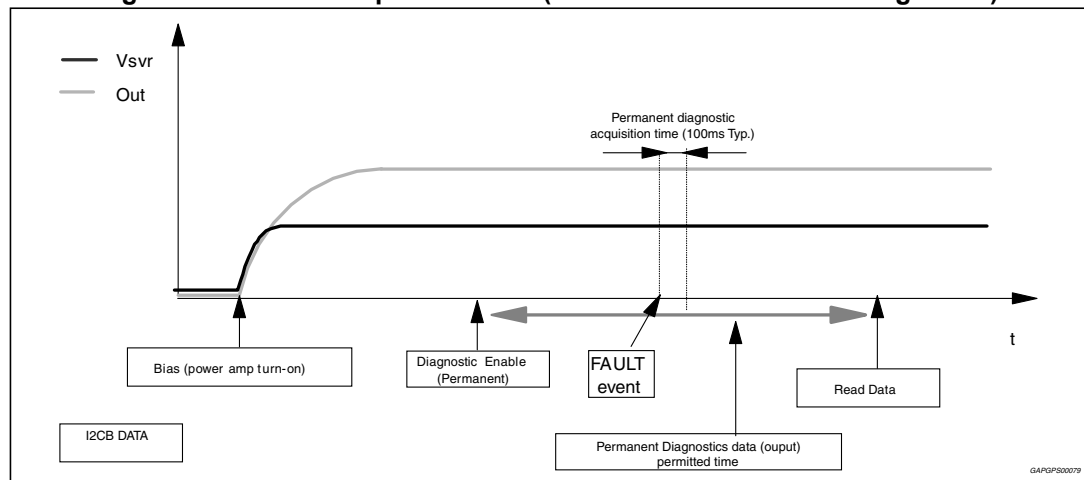 Vsvr
Out
Permanent diagnostic
acquisition time (100ms Typ.)
t
Bias (power amp turn-on)
Diagnostic Enable
(Permanent)
FAULT
event
Read Data
Permanent Diagnostics data (ouput)
permitted time
I2CB DATA
GAPGPS00079